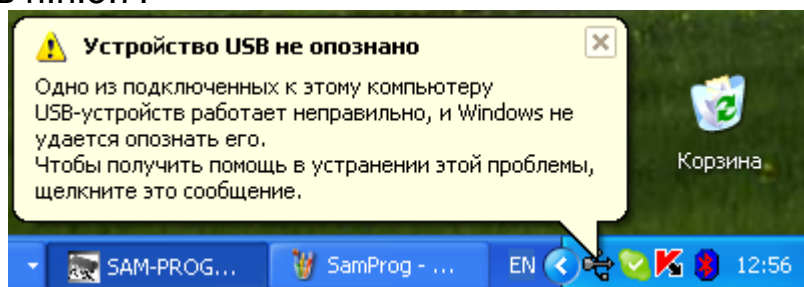 Устройство USB не опознано
Одно из подключенных к этому компьютеру
USB-устройств работает неправильно, и Windows не
удается опознать его.
Чтобы получить помощь в устранении этой проблемы,
щелкните это сообщение.
Корзина
SAM-PROG...
SamProg - ...
EN
12:56